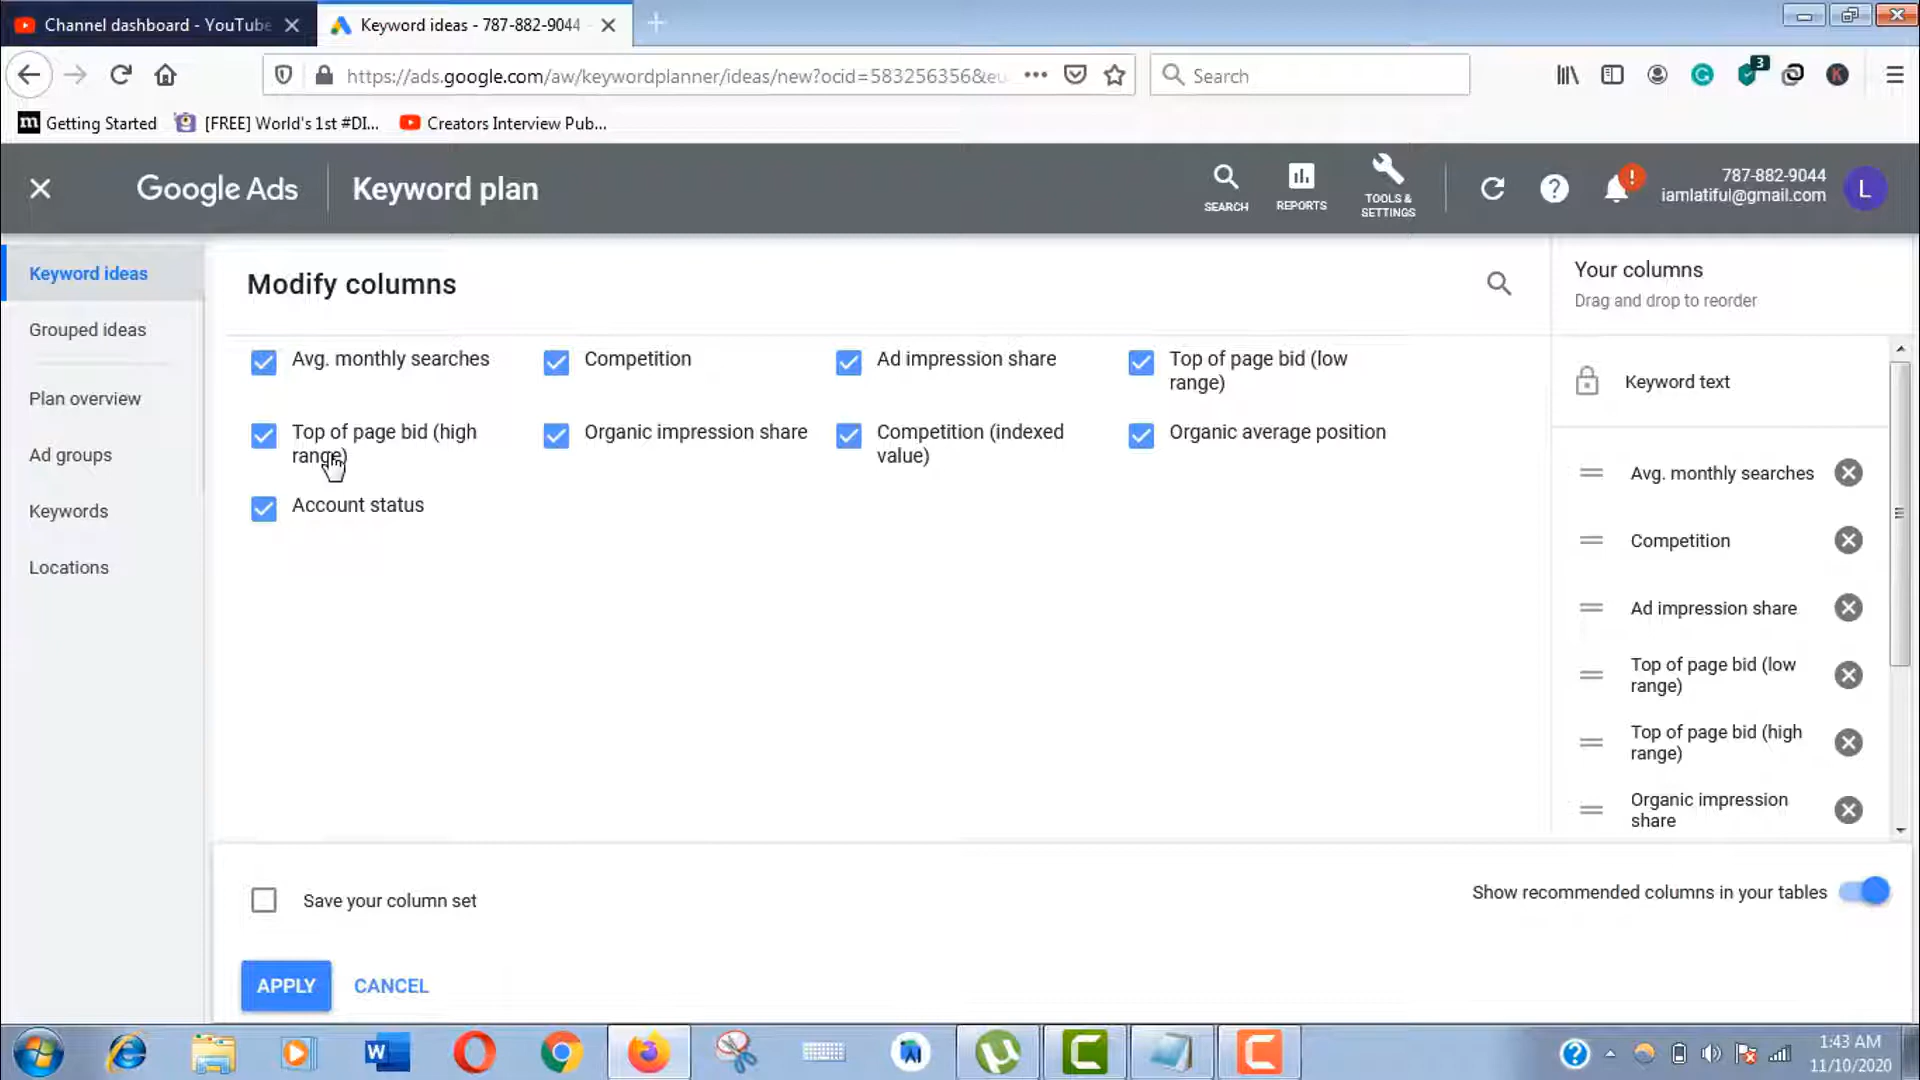 Channel dashboard - YouTube
Keyword ideas - 787-882-9044
https://ads.google.com/aw/keywordplanner/ideas/new?ocid=583256356&eu
Search
3
K
m Getting Started
[FREE] World's 1st #DI...
Creators Interview Pub...
Google Ads
Keyword plan
SEARCH
REPORTS
TOOLS &
SETTINGS
!
787-882-9044
iamlatiful@gmail.com
L
Keyword ideas
Grouped ideas
Plan overview
Ad groups
Keywords
Locations
Modify columns
Avg. monthly searches
Competition
Ad impression share
Top of page bid (low
range)
Top of page bid (high
range)
Organic impression share
Competition (indexed
value)
Organic average position
Account status
Your columns
Drag and drop to reorder
Keyword text
Avg. monthly searches
Competition
Ad impression share
Top of page bid (low
range)
Top of page bid (high
range)
Organic impression
share
Save your column set
Show recommended columns in your tables
APPLY
CANCEL
1:43 AM
11/10/2020